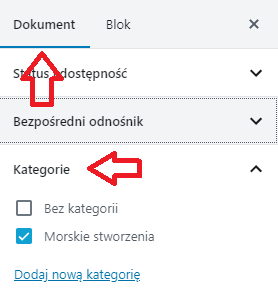 Dokument Blok
Status dostępność
Bezpośredni odnośnik
Kategorie
Bez kategorii
Morskie stworzenia
Dodaj nową kategorię